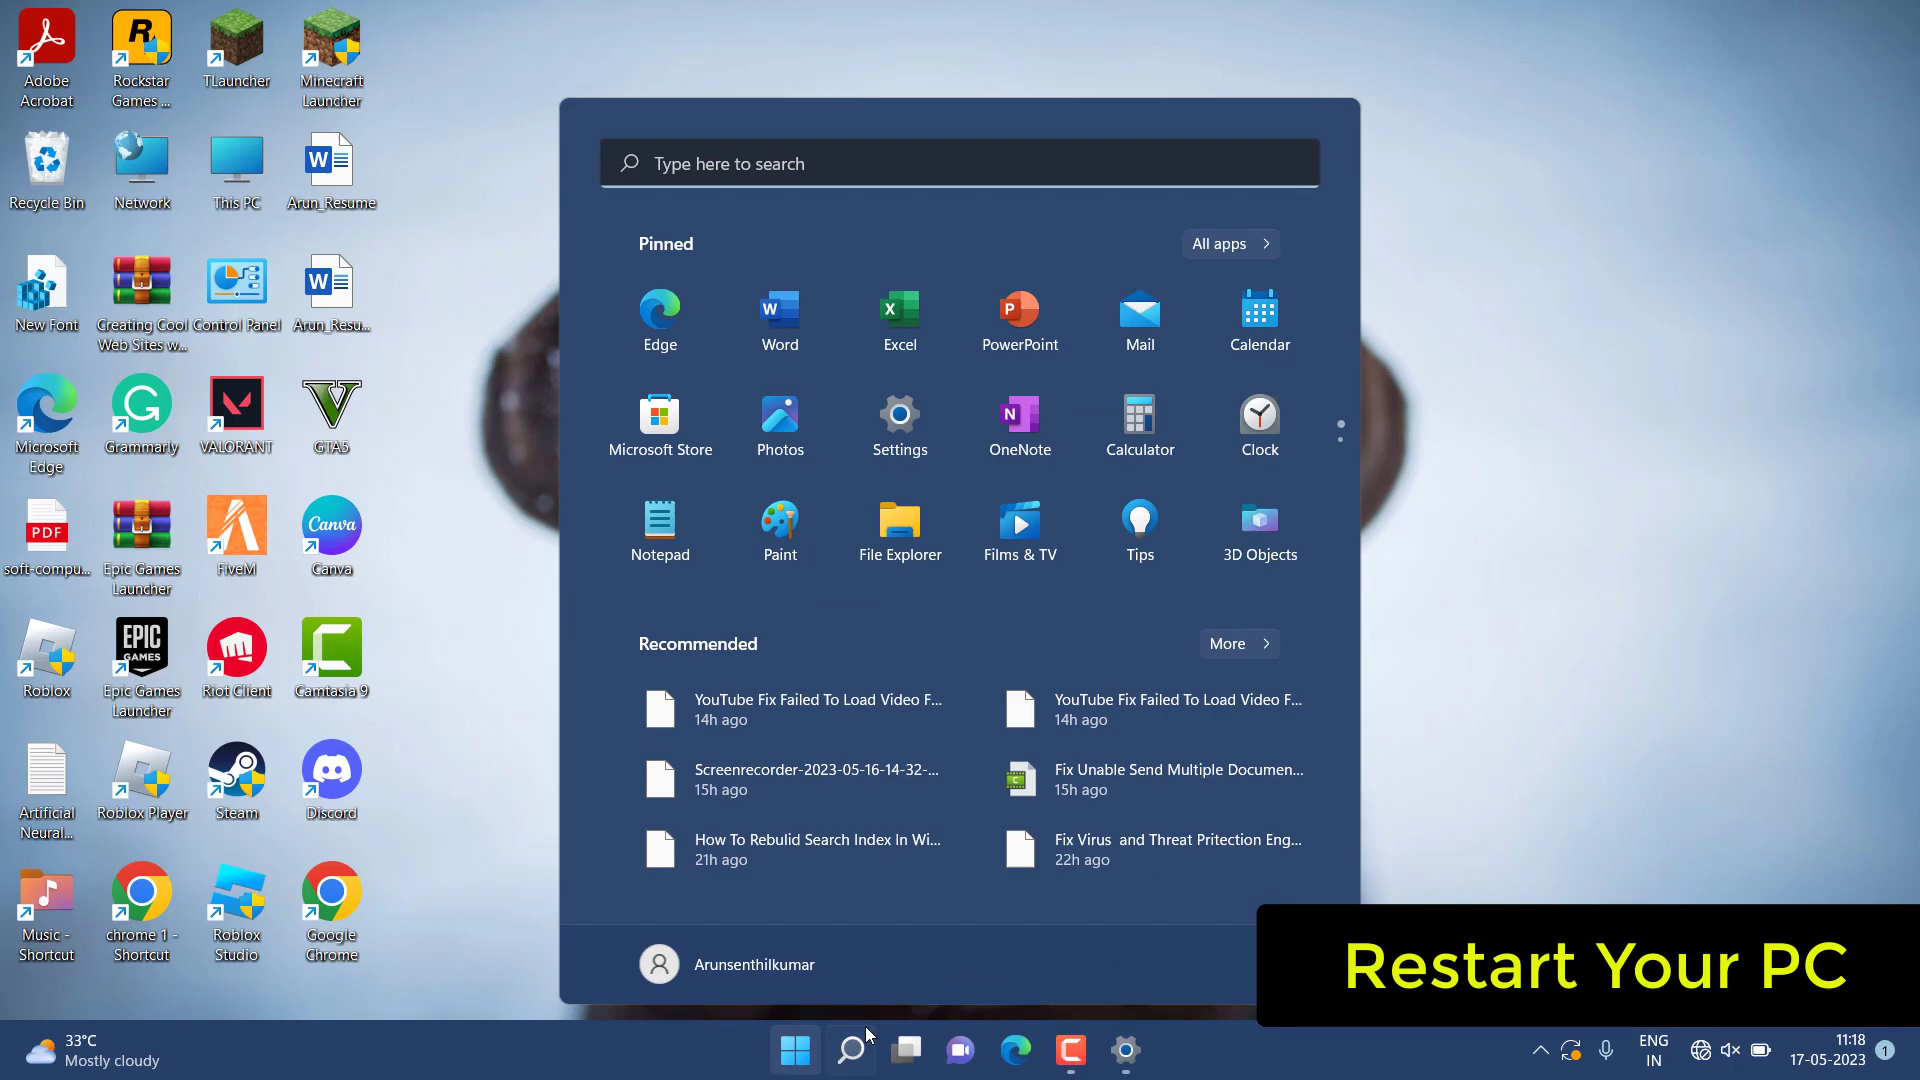 Adobe
Acrobat
Rockstar
Games ...
TLauncher
Minecraft
Launcher
Recycle Bin
Network
This PC
Arun_Resume
New Font
Creating Cool
Web Sites w...
Control Panel
Arun_Resu...
Microsoft
Edge
Grammarly
VALORANT
GTA5
PDF
soft-compu...
Epic Games
Launcher
FiveM
Canva
Canva
EPIC
GAMES
Roblox
Epic Games
Launcher
Riot Client
Camtasia 9
Artificial
Neural...
Roblox Player
Steam
Discord
Music -
Shortcut
chrome 1 -
Shortcut
Roblox
Studio
Google
Chrome
Type here to search
Pinned
All apps
Edge
Word
Excel
PowerPoint
Mail
Calendar
Microsoft Store
Photos
Settings
OneNote
Calculator
Clock
Notepad
Paint
File Explorer
Films & TV
Tips
3D Objects
Recommended
More
YouTube Fix Failed To Load Video F...
14h ago
YouTube Fix Failed To Load Video F...
14h ago
Screenrecorder-2023-05-16-14-32-...
15h ago
Fix Unable Send Multiple Documen...
15h ago
How To Rebulid Search Index In Wi...
21h ago
Fix Virus and Threat Pritection Eng...
22h ago
Arunsenthilkumar
Restart Your PC
33°C
Mostly cloudy
ENG
IN
11:18
17-05-2023
1